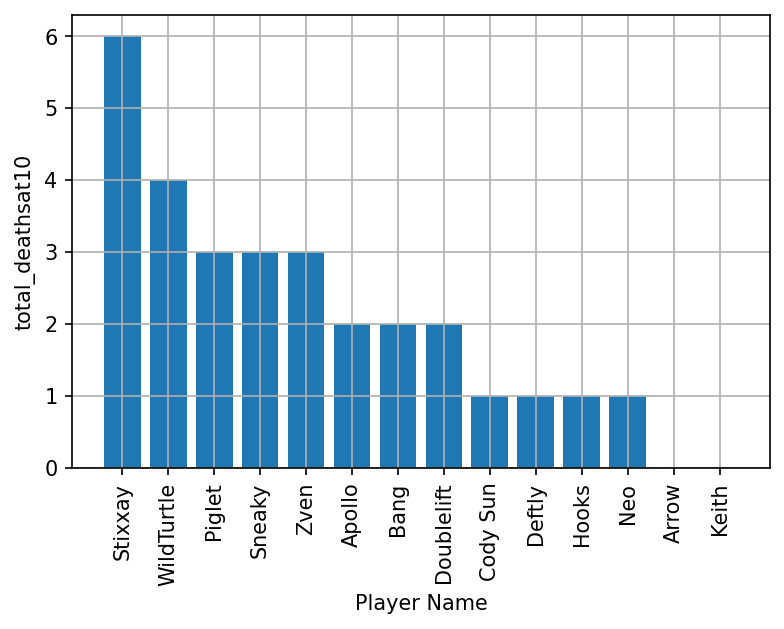 total_deathsat10
6
5
4
3
2
1
0
Stixxay
WildTurtle
Piglet
Sneaky
Zven
Apollo
Bang
Doublelift
Cody Sun
Deftly
Hooks
Neo
Arrow
Keith
Player Name